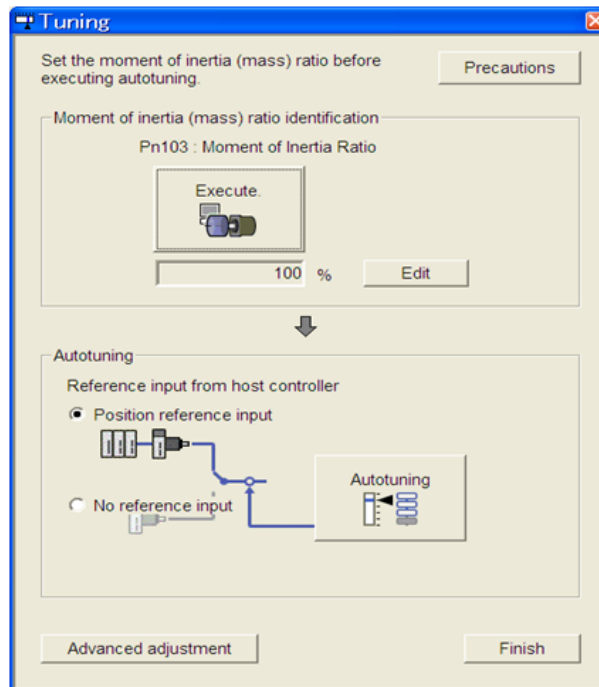 Tuning
Set the moment of inertia (mass) ratio before
executing autotuning.
Precautions
Moment of inertia (mass) ratio identification
Pn103 : Moment of Inertia Ratio
Execute.
100 %
Edit
Autotuning
Reference input from host controller
Position reference input
Autotuning
No reference input
Advanced adjustment
Finish